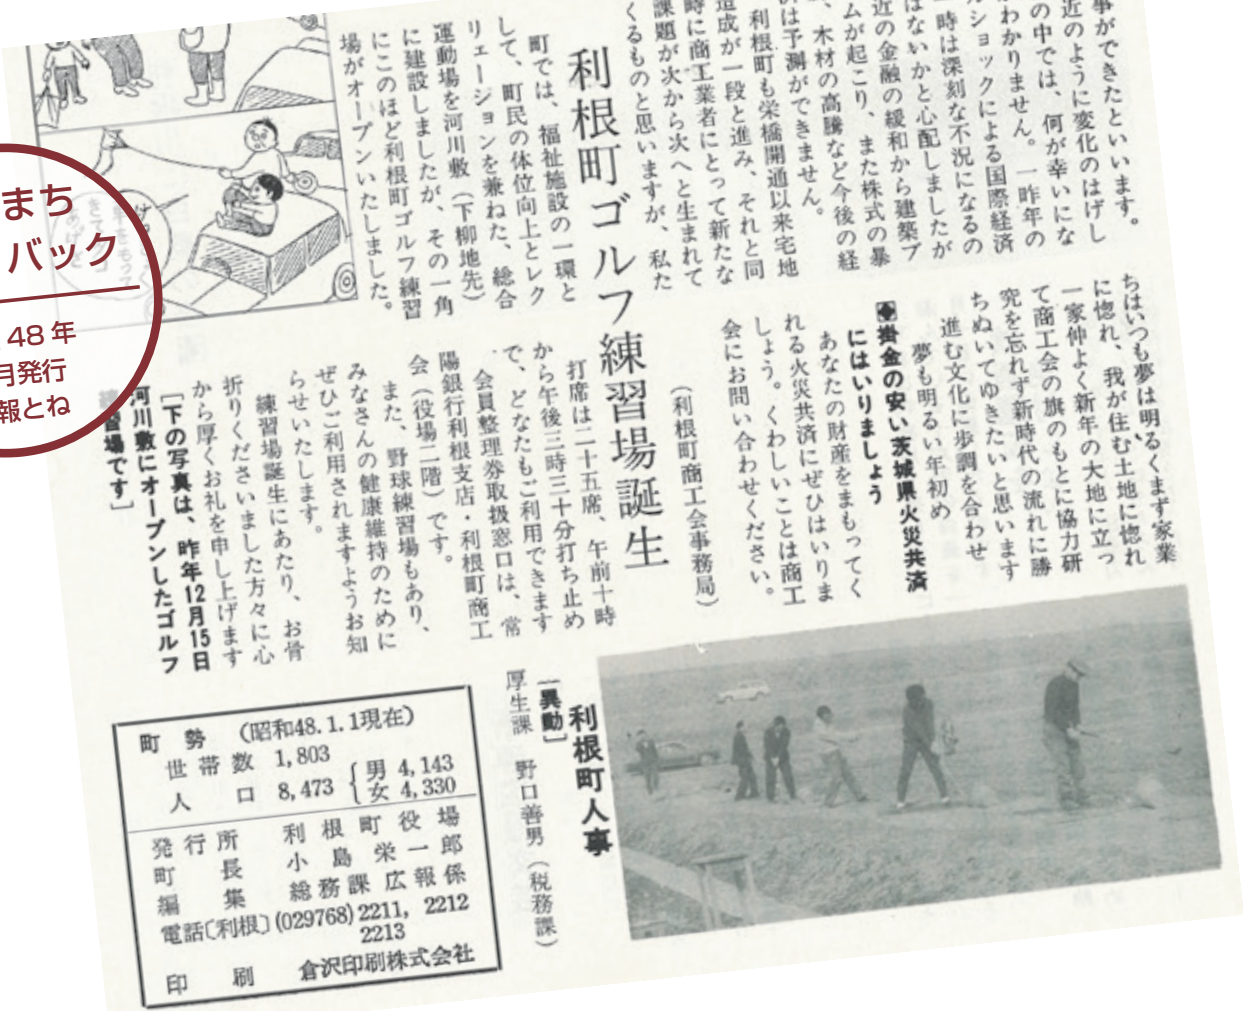 事ができたといいます。
近のように変化のはげし
の中では、何が幸いにな
わかりません。一昨年の
ショックによる国際経済
時は深刻な不況になるの
はないかと心配しましたが
近の金融の緩和から建築ブ
ムが起こり、また株式の暴
、木材の高騰など今後の経
は予測ができません。
利根町も栄橋開通以来宅地
造成が一段と進み、それと同
時に商工業者にとって新たな
課題が次から次へと生まれて
くるものと思いますが、私た
ちはいつも夢は明るくまず家業
に惚れ、我が住む土地に惚れ
一家仲よく新年の大地に立っ
て商工会の旗のもとに協力研
究を忘れず新時代の流れに勝
ちぬいてゆきたいと思います
進む文化に歩調を合わせ
夢も明るい年初め
◆掛金の安い茨城県火災共済
にはいりましょう
あなたの財産をまもってく
れる火災共済にぜひはいりま
しょう。くわしいことは商工
会にお問い合わせください。
(利根町商工会事務局)
利根町ゴルフ練習場誕生
町では、福祉施設の一環と
して、町民の体位向上とレク
リェーションを兼ねた、総合
運動場を河川敷(下柳地先)
に建設しましたが、その一角
にこのほど利根町ゴルフ練習
場がオープンいたしました。
打席は二十五席、午前十時
から午後三時三十分打ち止め
で、どなたもご利用できます
会員整理券取扱窓口は、常
陽銀行利根支店・利根町商工
会(役場二階)です。
また、野球練習場もあり、
みなさんの健康維持のために
ぜひご利用されますようお知
らせいたします。
練習場誕生にあたり、お骨
折りくださいました方々に心
から厚くお礼を申し上げます
[下の写真は、昨年12月15日
河川敷にオープンしたゴルフ
練習場です]
まち
バック
48年
月発行
報とね
利根町人事
[異動]
厚生課 野口善男(税務課)
町勢 (昭和48.1.1現在)
世帯数 1,803
人口 8,473 { 男 4,143
女 4,330
発行所 利根町役場
町長 小島栄一郎
編集 総務課広報係
電話〔利根〕(029768) 2211, 2212
2213
印刷 倉沢印刷株式会社